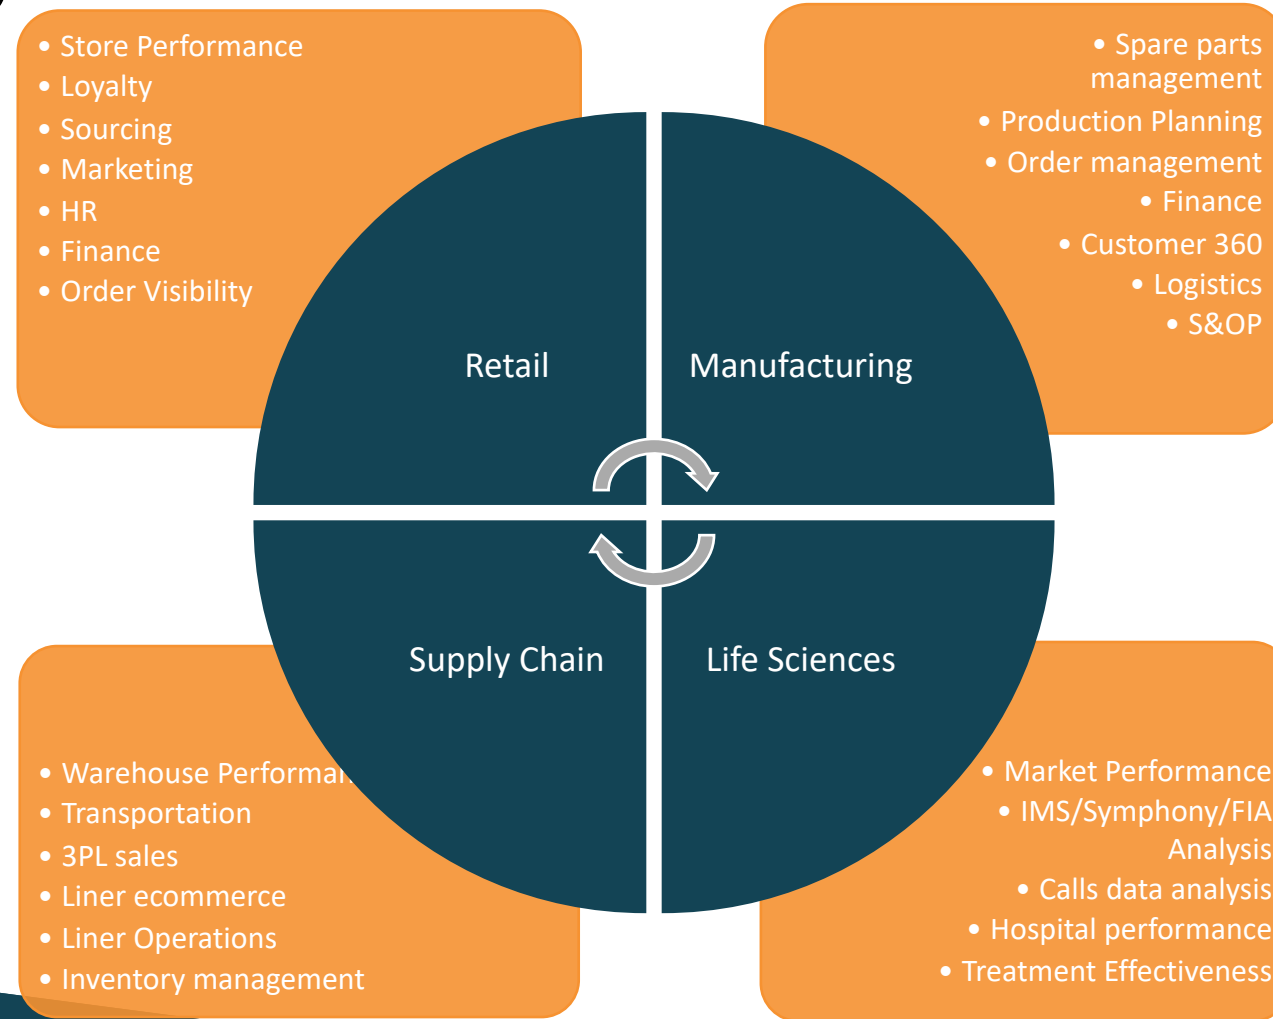 • Store Performance
• Loyalty
• Sourcing
• Marketing
• HR
• Finance
• Order Visibility
• Spare parts
management
• Production Planning
• Order management
• Finance
• Customer 360
• Logistics
• S&OP
Retail
Manufacturing
Supply Chain
Life Sciences
• Warehouse
• Transportation
• 3PL sales
• Liner ecommerce
• Liner Operations
• Inventory management
• Market Performance
• IMS/Symphony/FIA
Analysis
• Calls data analysis
• Hospital performance
• Treatment Effectiveness